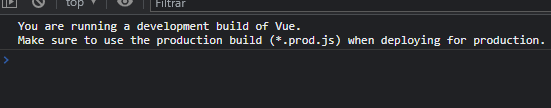 top Filtrar
You are running a development build of Vue.
Make sure to use the production build (*.prod.js) when deploying for production.
>